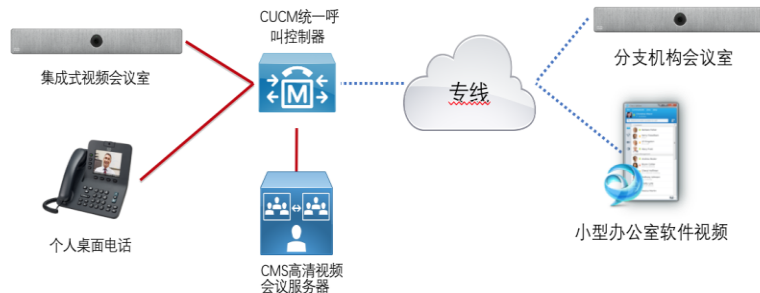 CUCM统一呼
叫控制器
集成式视频会议室
M
专线
分支机构会议室
个人桌面电话
小型办公室软件视频
CMS高清视频
会议服务器